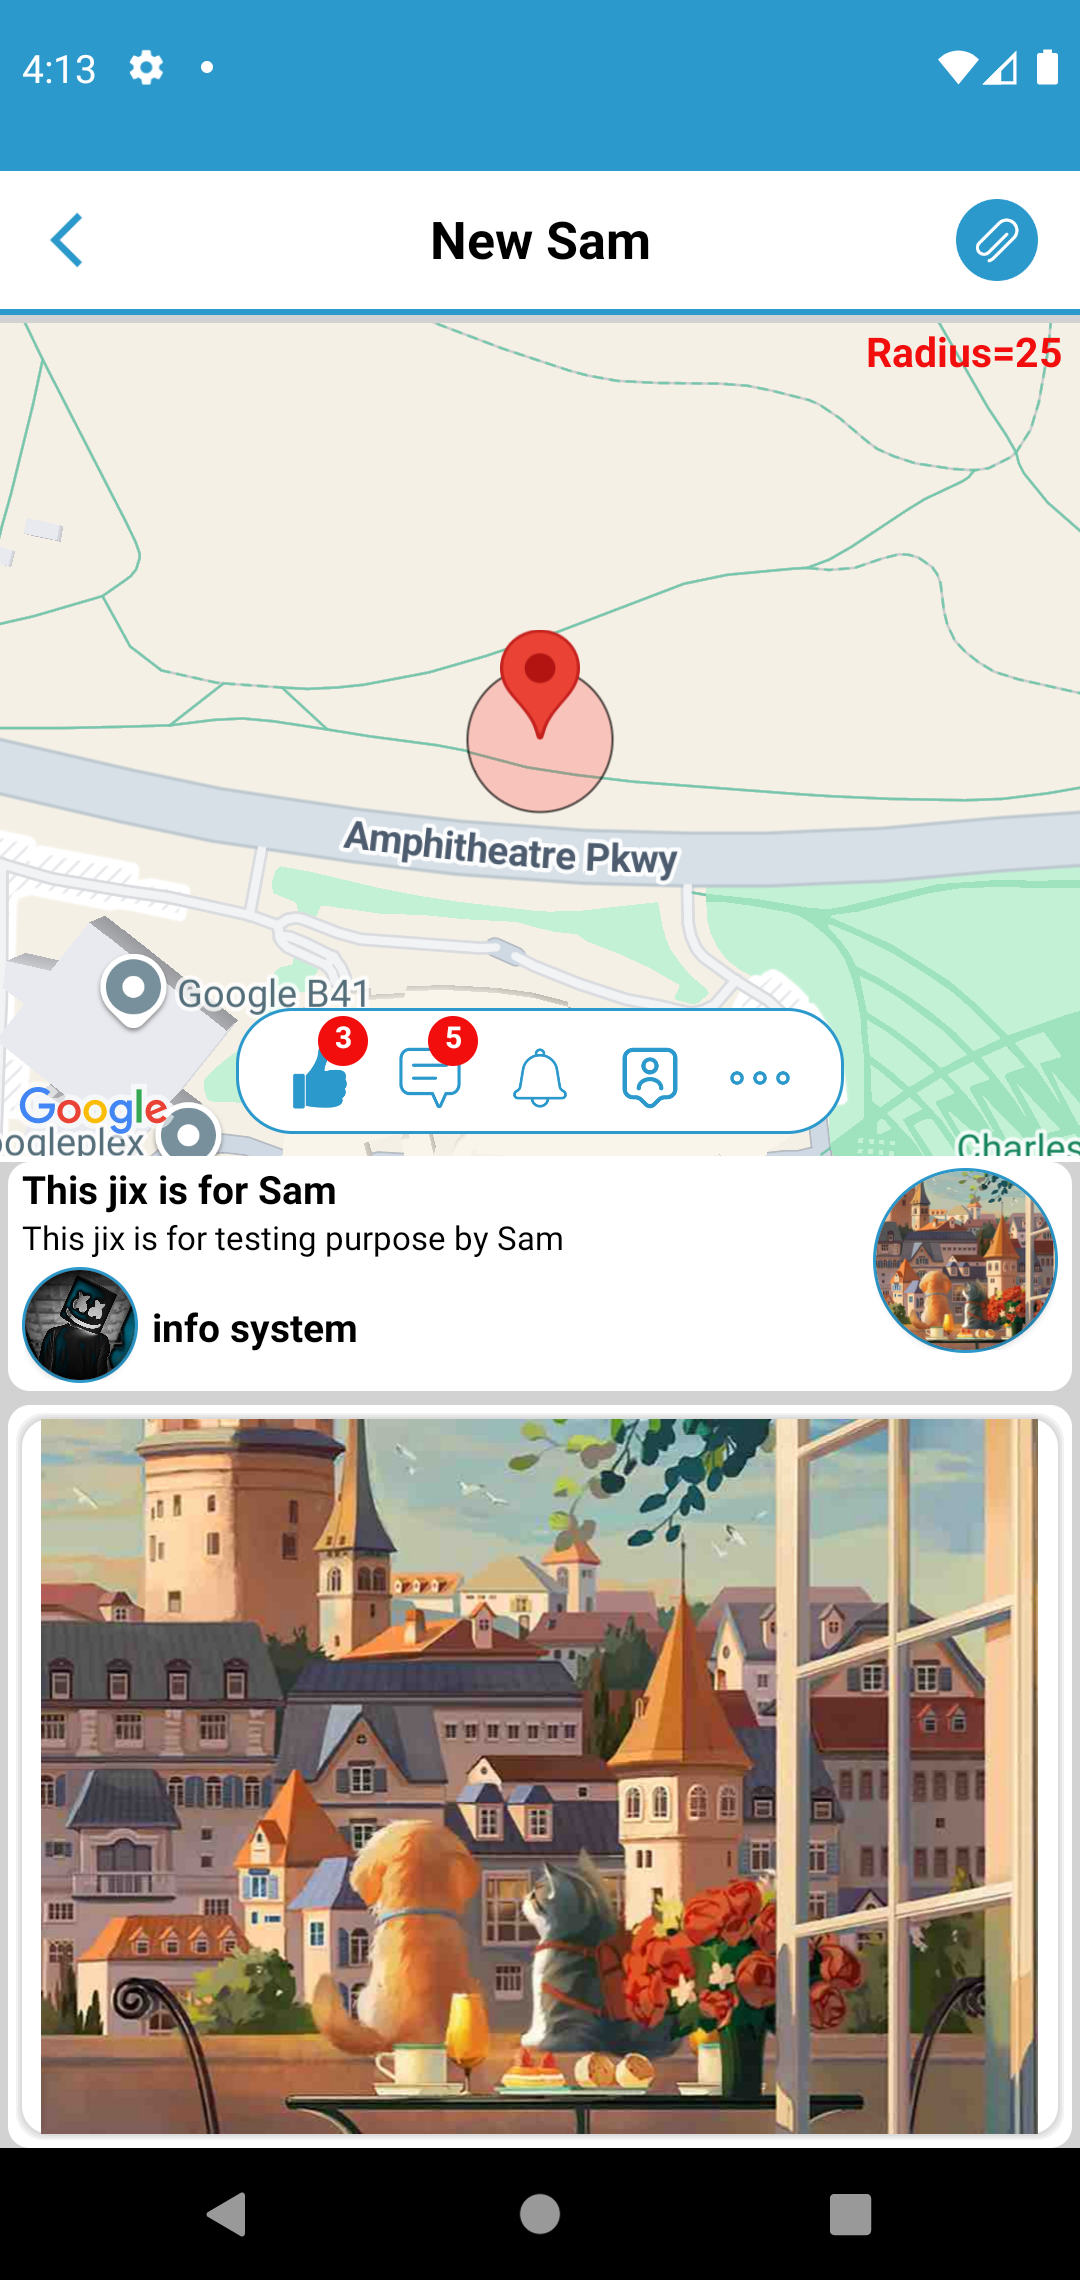 4:13
New Sam
Radius=25
Amphitheatre Pkwy
Google B41
3
5
Google
oogleplex
Charles
This jix is for Sam
This jix is for testing purpose by Sam
info system